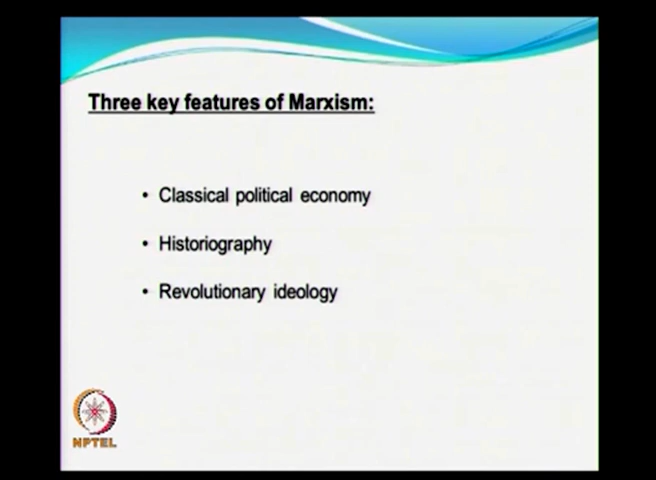 Three key features of Marxism:
• Classical political economy
• Historiography
• Revolutionary ideology
NPTEL